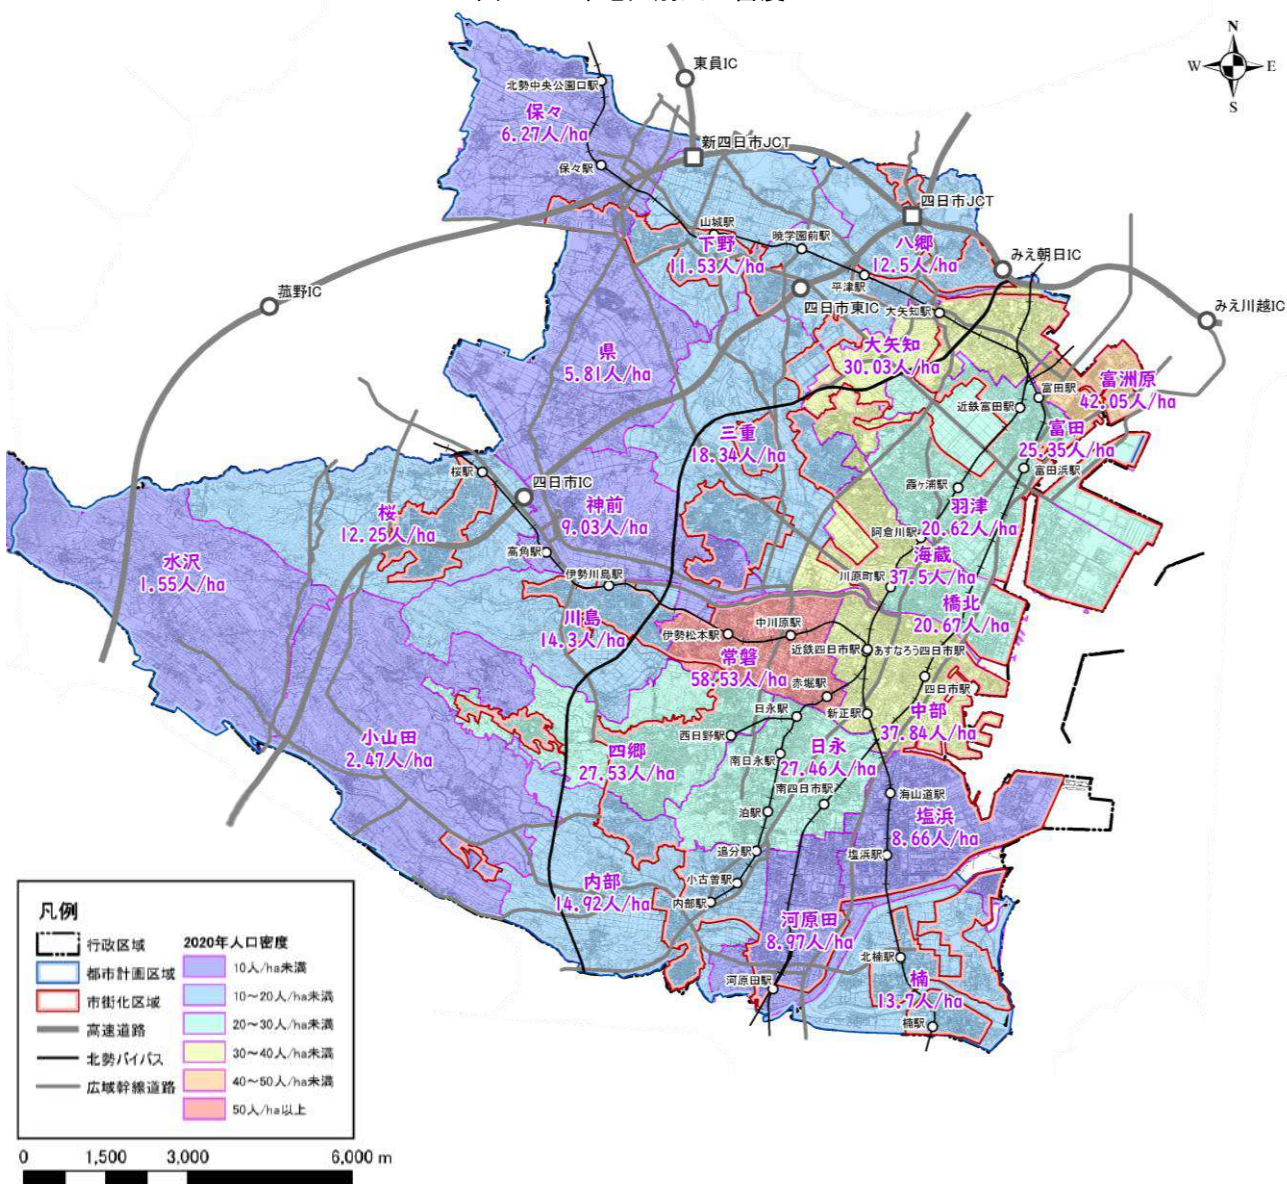 N
W E
S
東員IC
北勢中央公園口駅
保々
6.27人/ha
新四日市JCT
保々駅
四日市JCT
山城駅
下野
11.53人/ha
暁学園前駅
八郷
12.5人/ha
平津駅
みえ朝日IC
菰野IC
四日市東IC
大矢知駅
みえ川越IC
県
5.81人/ha
大矢知
30.03人/ha
富田駅
富洲原
42.05人/ha
近鉄富田駅
富田
25.35人/ha
三重
18.34人/ha
富田浜駅
桜駅
四日市IC
霞ヶ浦駅
桜
12.25人/ha
神前
9.03人/ha
羽津
20.62人/ha
阿倉川駅
高角駅
海蔵
37.5人/ha
水沢
1.55人/ha
伊勢川島駅
川原町駅
川島
14.3人/ha
橋北
20.67人/ha
中川原駅
伊勢松本駅
近鉄四日市駅
あすなろう四日市駅
常磐
58.53人/ha
赤堀駅
四日市駅
日永駅
新正駅
中部
37.84人/ha
西日野駅
小山田
2.47人/ha
四郷
27.53人/ha
日永
27.46人/ha
南日永駅
南四日市駅
海山道駅
泊駅
塩浜
8.66人/ha
追分駅
塩浜駅
内部
14.92人/ha
小古曽駅
内部駅
河原田
8.97人/ha
北楠駅
河原田駅
楠
13.7人/ha
楠駅
凡例
行政区域
都市計画区域
市街化区域
高速道路
北勢バイパス
広域幹線道路
2020年人口密度
10人/ha未満
10～20人/ha未満
20～30人/ha未満
30～40人/ha未満
40～50人/ha未満
50人/ha以上
0 1,500 3,000 6,000 m